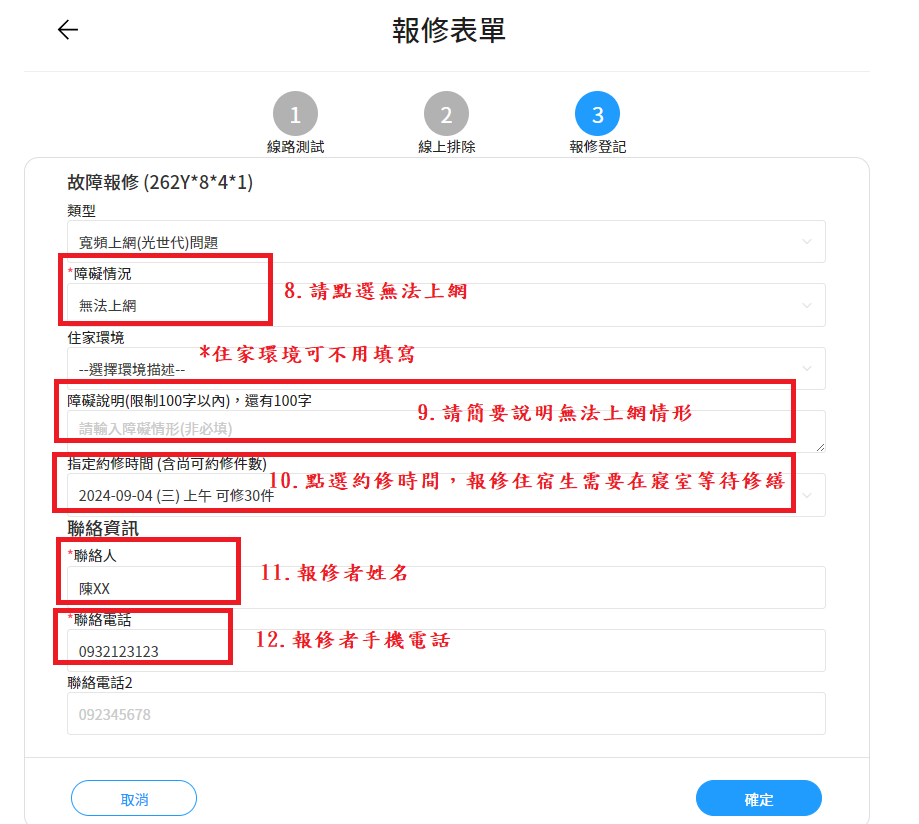 報修表單
1
2
3
線路測試
線上排除
報修登記
故障報修 (262Y*8*4*1)
類型
寬頻上網(光世代)問題
*障礙情況
8.請點選無法上網
無法上網
住家環境
*住家環境可不用填寫
--選擇環境描述--
障礙說明(限制100字以內)，還有100字
9.請簡要說明無法上網情形
請輸入障礙情形(非必填)
指定約修時間 (含尚可約修件數)
10.點選約修時間，報修住宿生需要在寢室等待修繕
2024-09-04 (三) 上午 可修30件
聯絡資訊
*聯絡人
11.報修者姓名
陳XX
*聯絡電話
12.報修者手機電話
0932123123
聯絡電話2
092345678
取消
確定